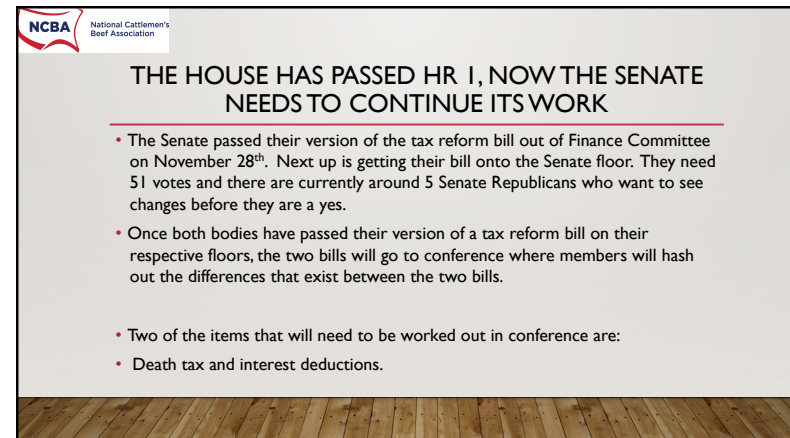 NCBA
National Cattlemen's
Beef Association
THE HOUSE HAS PASSED HR 1, NOW THE SENATE
NEEDS TO CONTINUE ITS WORK
• The Senate passed their version of the tax reform bill out of Finance Committee
on November 28th. Next up is getting their bill onto the Senate floor. They need
51 votes and there are currently around 5 Senate Republicans who want to see
changes before they are a yes.
• Once both bodies have passed their version of a tax reform bill on their
respective floors, the two bills will go to conference where members will hash
out the differences that exist between the two bills.
• Two of the items that will need to be worked out in conference are:
• Death tax and interest deductions.